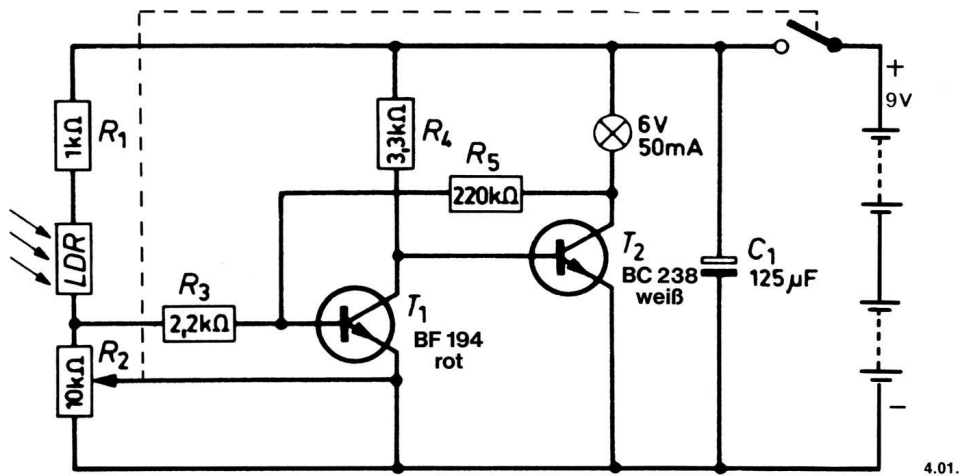 +
9V
1kΩ
R1
3,3kΩ
R4
6V
50mA
R5
220kΩ
LDR
R3
2,2kΩ
T1
BF 194
rot
T2
BC 238
weiß
C1
125µF
R2
10kΩ
−
4.01.